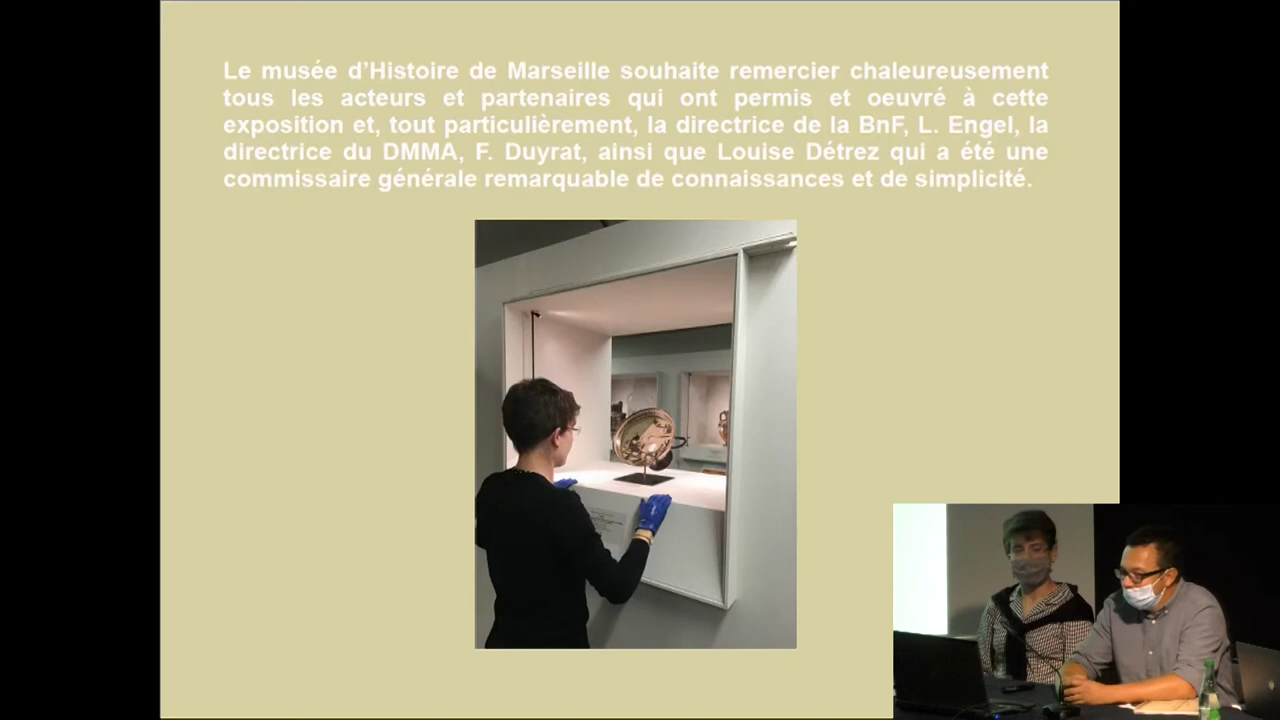 Le musée d’Histoire de Marseille souhaite remercier chaleureusement
tous les acteurs et partenaires qui ont permis et oeuvré à cette
exposition et, tout particulièrement, la directrice de la BnF, L. Engel, la
directrice du DMMA, F. Duyrat, ainsi que Louise Détrez qui a été une
commissaire générale remarquable de connaissances et de simplicité.